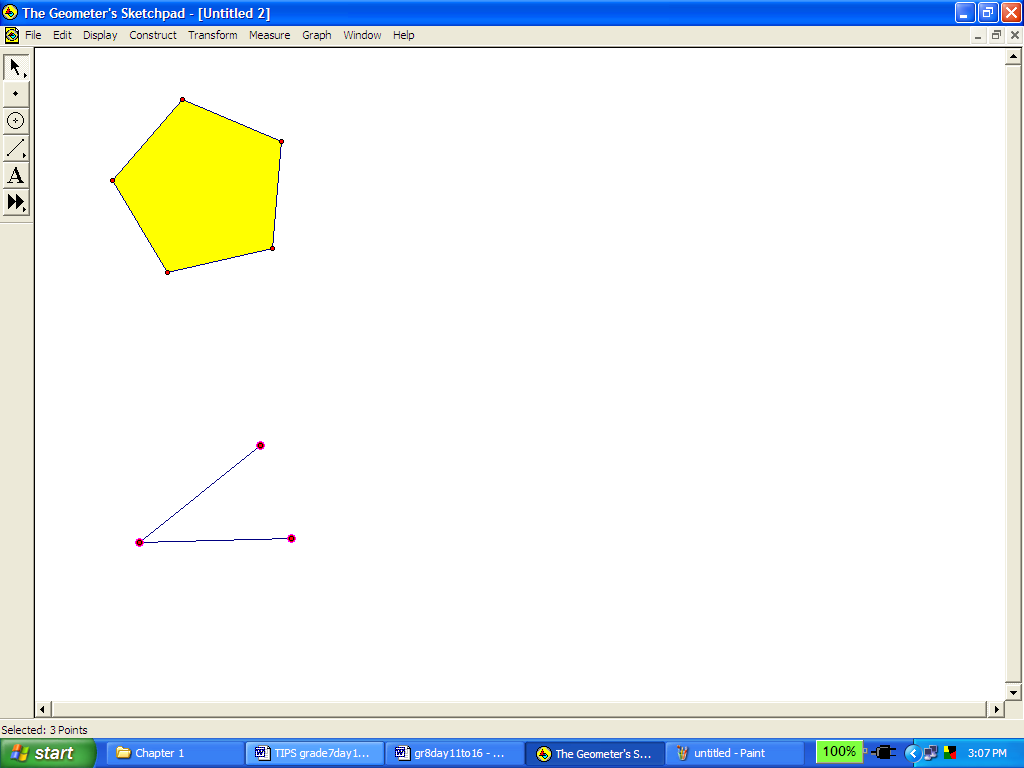 The Geometer's Sketchpad - [Untitled 2]
File Edit Display Construct Transform Measure Graph Window Help
A
Selected: 3 Points
start Chapter 1 TIPS grade7day1... gr8day11to16 - ... The Geometer's S... untitled - Paint 100% 3:07 PM